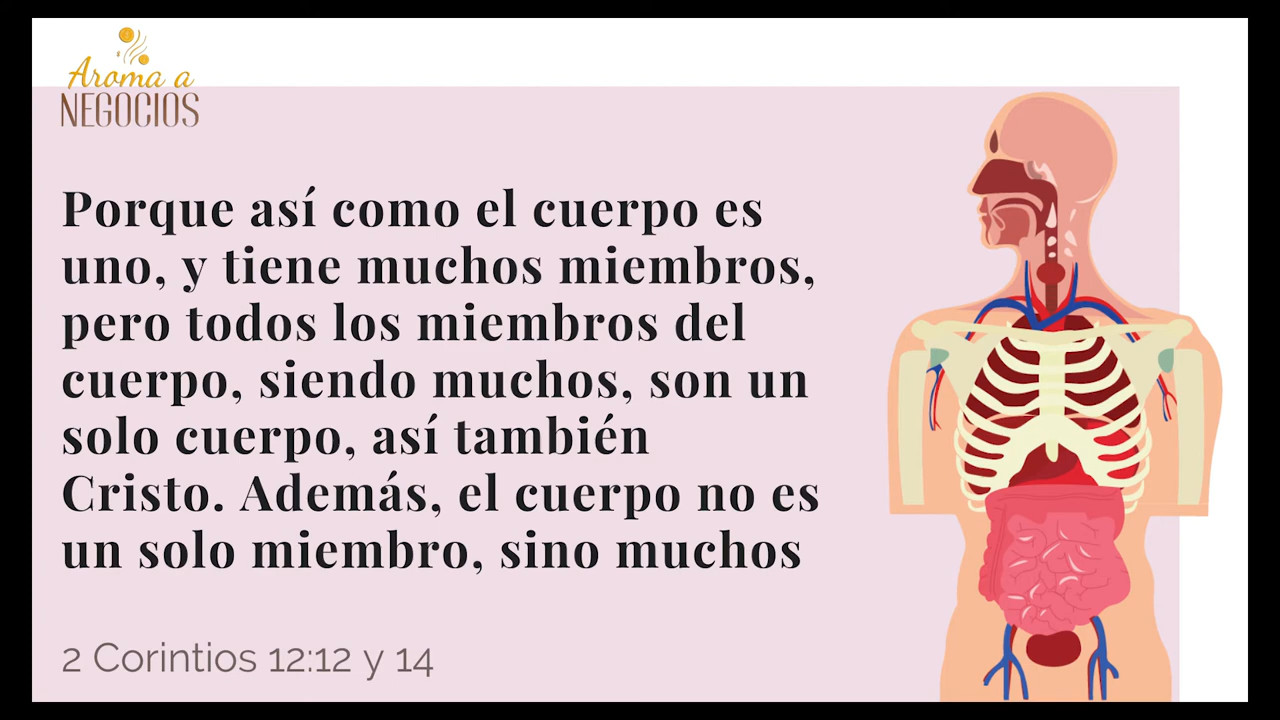 Aroma a
NEGOCIOS
Porque así como el cuerpo es
uno, y tiene muchos miembros,
pero todos los miembros del
cuerpo, siendo muchos, son un
solo cuerpo, así también
Cristo. Además, el cuerpo no es
un solo miembro, sino muchos
2 Corintios 12:12 y 14